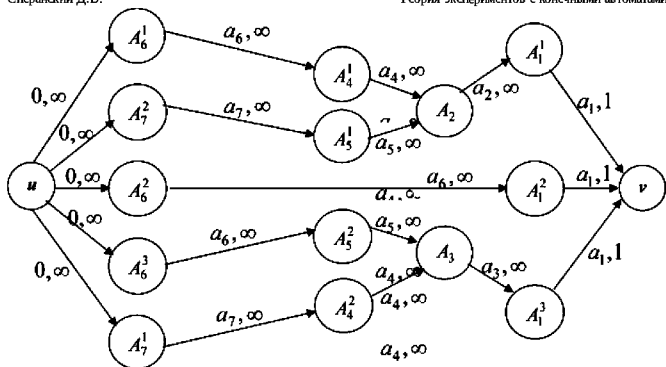 Сперанский Д.В. Теория экспериментов с конечными автоматами
A_6^1 a_6, ∞ A_4^1 a_4, ∞ A_1^1
0, ∞ A_7^2 a_7, ∞ A_5^1 a_5, ∞ A_2 a_2, ∞ a_1, 1
0, ∞
u 0, ∞ A_6^2 a_6, ∞ A_1^2 a_1, 1 v
0, ∞ A_6^3 a_6, ∞ A_5^2 a_5, ∞ A_3 a_3, ∞ a_1, 1
0, ∞ A_7^1 a_7, ∞ A_4^2 a_4, ∞ A_1^3
a_4, ∞
a_4, ∞